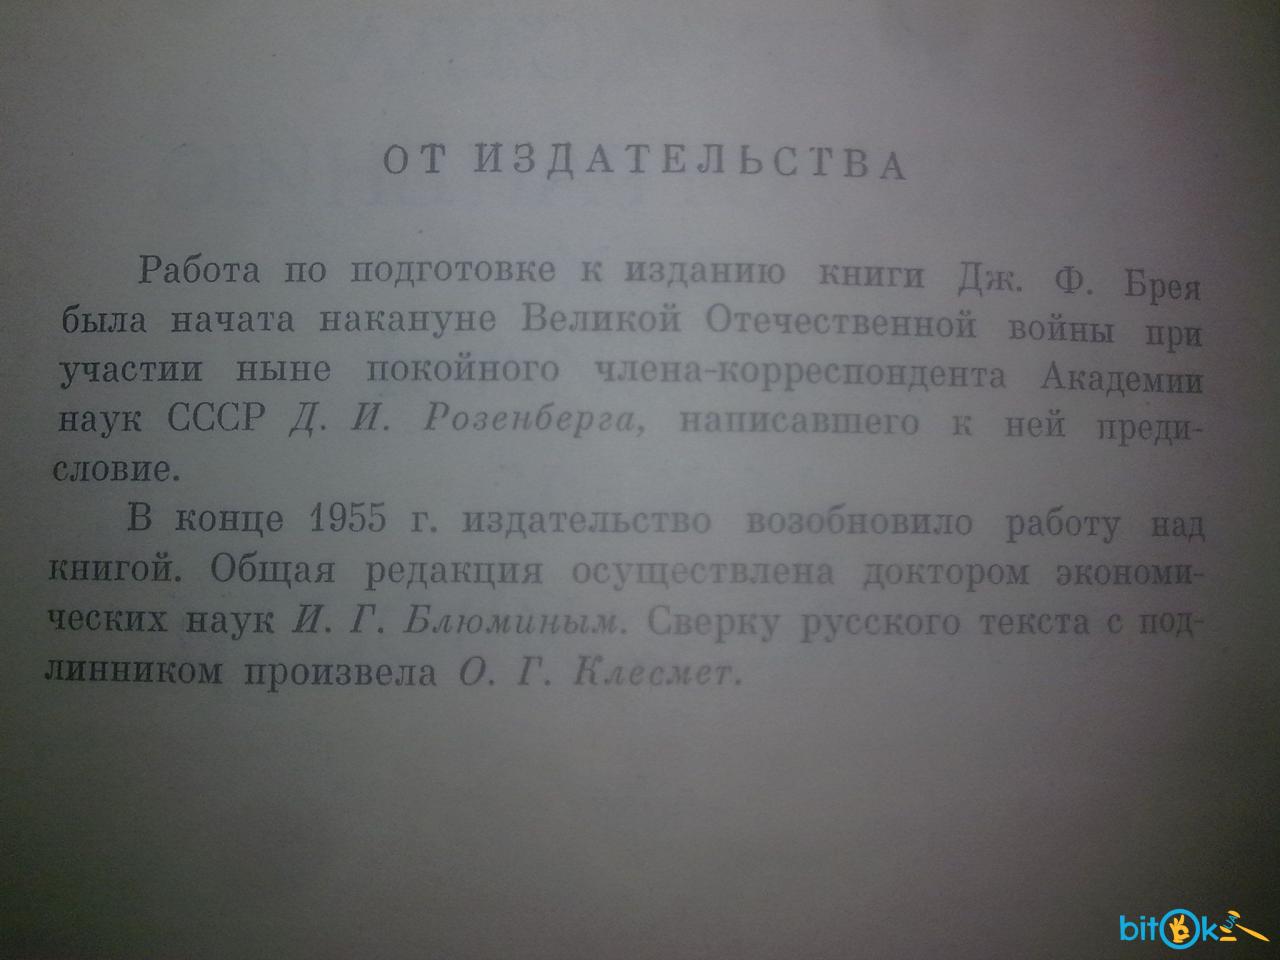 ОТ ИЗДАТЕЛЬСТВА
Работа по подготовке к изданию книги Дж. Ф. Брея
была начата накануне Великой Отечественной войны при
участии ныне покойного члена-корреспондента Академии
наук СССР Д. И. Розенберга, написавшего к ней преди-
словие.
В конце 1955 г. издательство возобновило работу над
книгой. Общая редакция осуществлена доктором экономи-
ческих наук И. Г. Блюминым. Сверку русского текста с под-
линником произвела О. Г. Клесмет.
bitOk UA